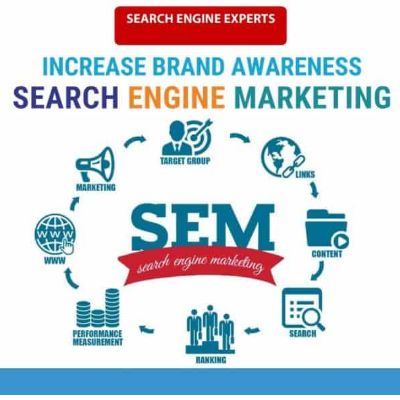 SEARCH ENGINE EXPERTS
INCREASE BRAND AWARENESS
SEARCH ENGINE MARKETING
TARGET GROUP
LINKS
CONTENT
SEARCH
RANKING
PERFORMANCE
MEASUREMENT
WWW
WWW
MARKETING
SEM
search engine marketing